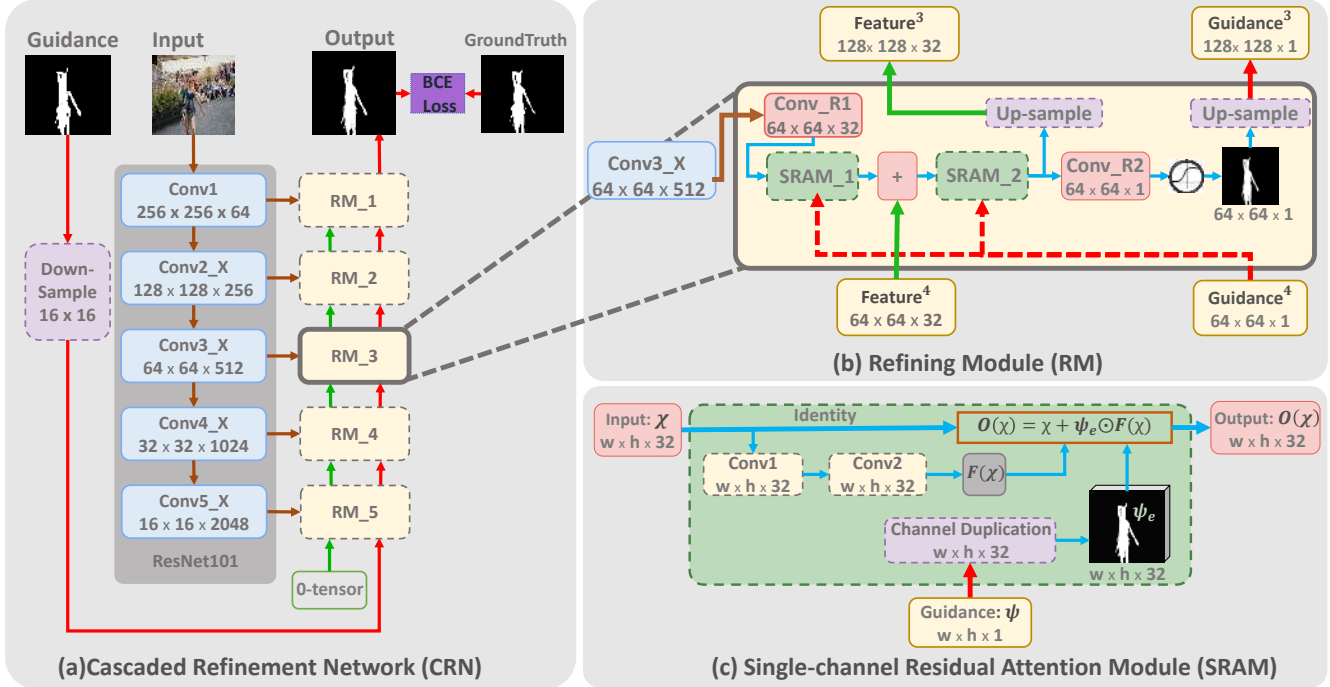 Guidance
Input
Output
GroundTruth
BCE
Loss
Conv1
256 x 256 x 64
RM_1
Conv2_X
128 x 128 x 256
RM_2
Down-
Sample
16 x 16
Conv3_X
64 x 64 x 512
RM_3
Conv4_X
32 x 32 x 1024
RM_4
Conv5_X
16 x 16 x 2048
RM_5
ResNet101
0-tensor
(a)Cascaded Refinement Network (CRN)
Feature³
128x 128 x 32
Guidance³
128x 128 x 1
Conv3_X
64 x 64 x 512
Conv_R1
64 x 64 x 32
Up-sample
Up-sample
SRAM_1
+
SRAM_2
Conv_R2
64 x 64 x 1
64 x 64 x 1
Feature⁴
64 x 64 x 32
Guidance⁴
64 x 64 x 1
(b) Refining Module (RM)
Input: χ
w x h x 32
Identity
O(χ) = χ + ψₑ⊙F(χ)
Output: O(χ)
w x h x 32
Conv1
w x h x 32
Conv2
w x h x 32
F(χ)
ψₑ
Channel Duplication
w x h x 32
w x h x 32
Guidance: ψ
w x h x 1
(c) Single-channel Residual Attention Module (SRAM)